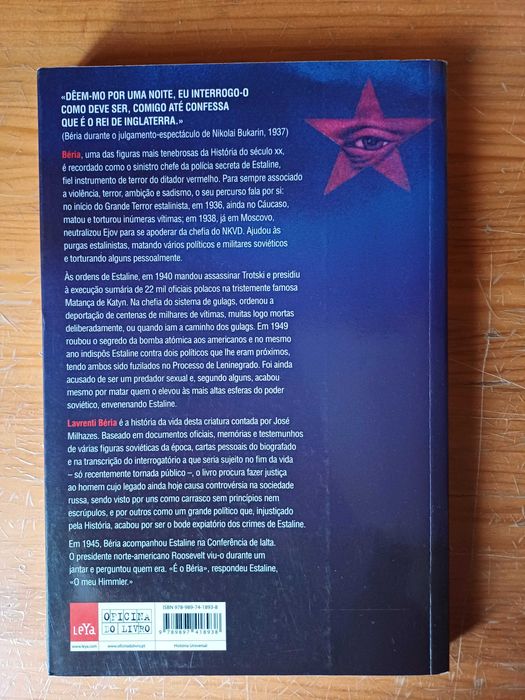 «DÊEM-MO POR UMA NOITE, EU INTERROGO-O
COMO DEVE SER, COMIGO ATÉ CONFESSA
QUE É O REI DE INGLATERRA.»
(Béria durante o julgamento-espectáculo de Nikolai Bukarin, 1937)
Béria, uma das figuras mais tenebrosas da História do século XX,
é recordado como o sinistro chefe da polícia secreta de Estaline,
fiel instrumento de terror do ditador vermelho. Para sempre associado
a violência, terror, ambição e sadismo, o seu percurso fala por si:
no início do Grande Terror estalinista, em 1936, ainda no Cáucaso,
matou e torturou inúmeras vítimas; em 1938, já em Moscovo,
neutralizou Ejov para se apoderar da chefia do NKVD. Ajudou às
purgas estalinistas, matando vários políticos e militares soviéticos
e torturando alguns pessoalmente.
Às ordens de Estaline, em 1940 mandou assassinar Trotski e presidiu
à execução sumária de 22 mil oficiais polacos na tristemente famosa
Matança de Katyn. Na chefia do sistema de gulags, ordenou a
deportação de centenas de milhares de vítimas, muitas logo mortas
deliberadamente, ou quando iam a caminho dos gulags. Em 1949
roubou o segredo da bomba atómica aos americanos e no mesmo
ano indispôs Estaline contra dois políticos que lhe eram próximos,
tendo ambos sido fuzilados no Processo de Leninegrado. Foi ainda
acusado de ser um predador sexual e, segundo alguns, acabou
mesmo por matar quem o elevou às mais altas esferas do poder
soviético, envenenando Estaline.
Lavrenti Béria é a história da vida desta criatura contada por José
Milhazes. Baseado em documentos oficiais, memórias e testemunhos
de várias figuras soviéticas da época, cartas pessoais do biografado
e na transcrição do interrogatório a que seria sujeito no fim da vida
– só recentemente tornada público –, o livro procura fazer justiça
ao homem cujo legado ainda hoje causa controvérsia na sociedade
russa, sendo visto por uns como carrasco sem princípios nem
escrúpulos, e por outros como um grande político que, injustiçado
pela História, acabou por ser o bode expiatório dos crimes de Estaline.
Em 1945, Béria acompanhou Estaline na Conferência de Ialta.
O presidente norte-americano Roosevelt viu-o durante um
jantar e perguntou quem era. «É o Béria», respondeu Estaline,
«O meu Himmler.»
LeYa
www.leya.com
OFICINA
DO LIVRO
www.oficinadolivro.pt
ISBN 978-989-74-1893-8
9 789897 418938
História Universal